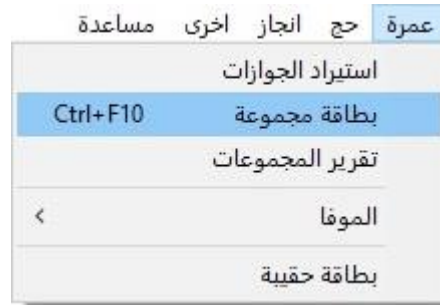 عمرة حج انجاز اخرى مساعدة
استيراد الجوازات
بطاقة مجموعة Ctrl+F10
تقرير المجموعات
الموفا
بطاقة حقيبة